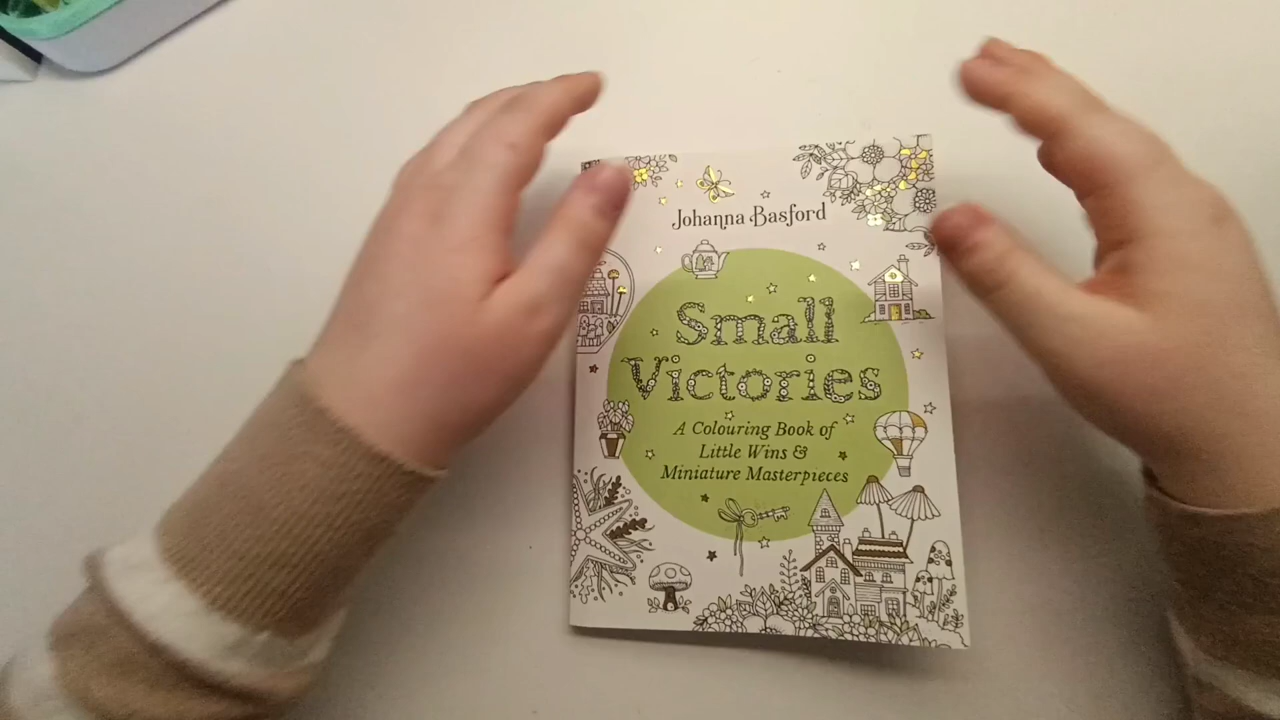 Johanna Basford
Small
Victories
A Colouring Book of
Little Wins &
Miniature Masterpieces